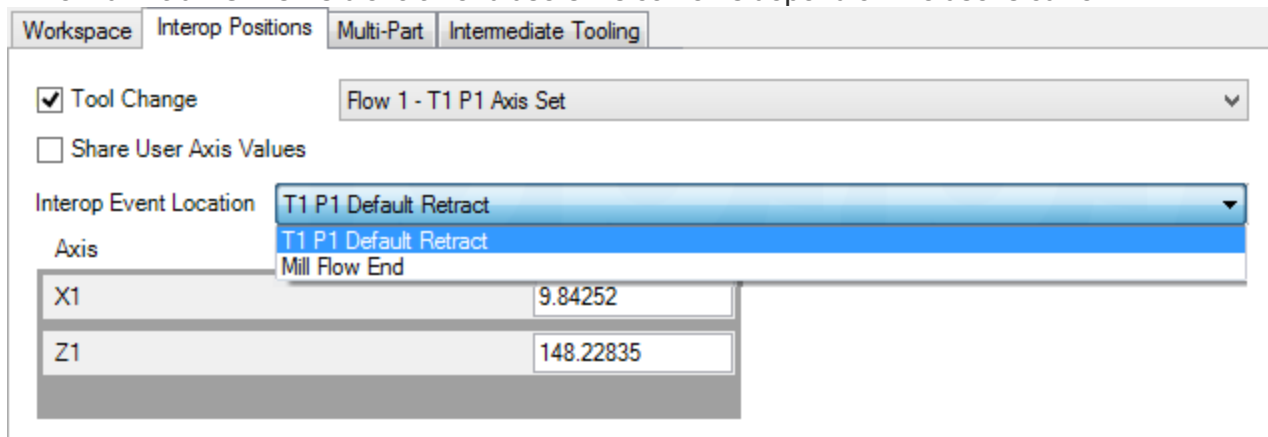 Workspace Interop Positions Multi-Part Intermediate Tooling
Tool Change Flow 1 - T1 P1 Axis Set
Share User Axis Values
Interop Event Location T1 P1 Default Retract
T1 P1 Default Retract
Axis
Mill Flow End
X1 9.84252
Z1 148.22835